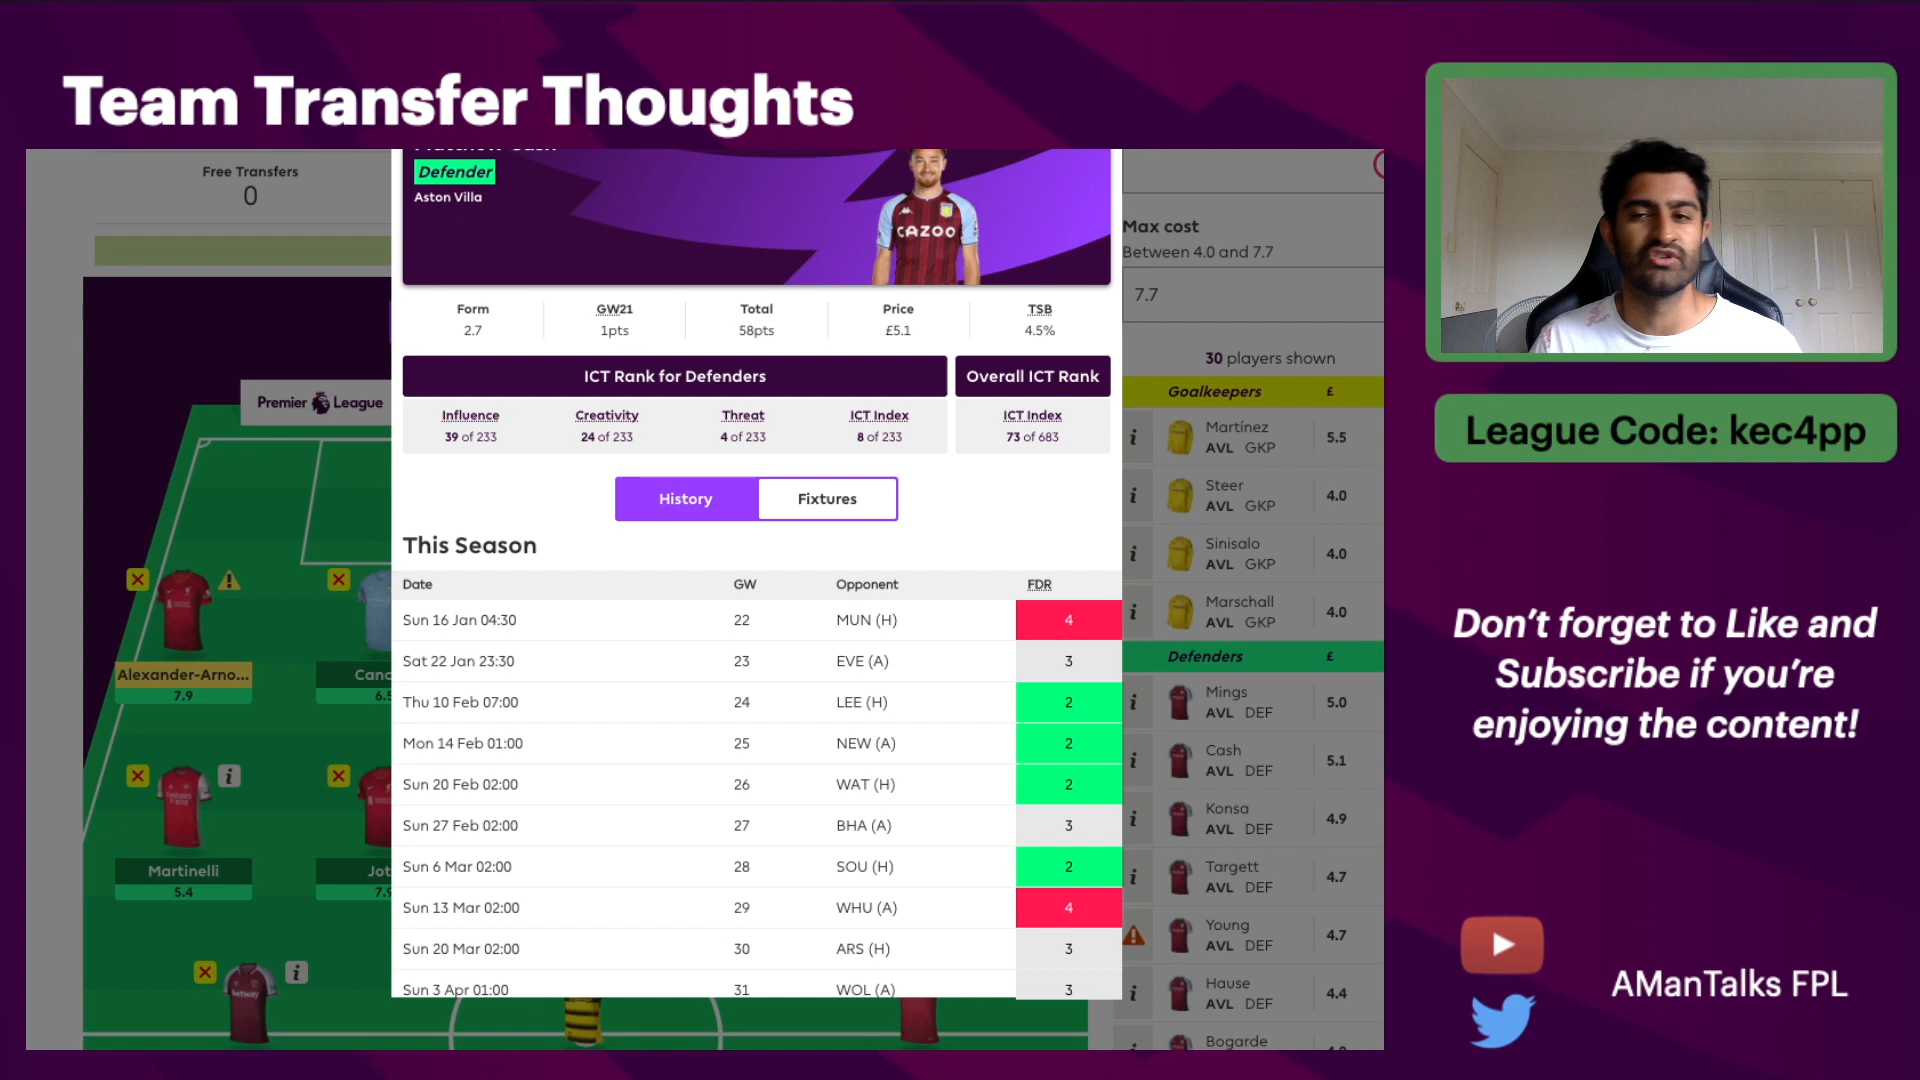 Team Transfer Thoughts
Free Transfers
0
Defender
Aston Villa
CAZOO
Form
2.7
GW21
1pts
Total
58pts
Price
£5.1
TSB
4.5%
ICT Rank for Defenders
Overall ICT Rank
Influence
39 of 233
Creativity
24 of 233
Threat
4 of 233
ICT Index
8 of 233
ICT Index
73 of 683
History
Fixtures
This Season
Date GW Opponent FDR
Sun 16 Jan 04:30 22 MUN (H) 4
Sat 22 Jan 23:30 23 EVE (A) 3
Thu 10 Feb 07:00 24 LEE (H) 2
Mon 14 Feb 01:00 25 NEW (A) 2
Sun 20 Feb 02:00 26 WAT (H) 2
Sun 27 Feb 02:00 27 BHA (A) 3
Sun 6 Mar 02:00 28 SOU (H) 2
Sun 13 Mar 02:00 29 WHU (A) 4
Sun 20 Mar 02:00 30 ARS (H) 3
Sun 3 Apr 01:00 31 WOL (A) 3
Premier League
Alexander-Arno...
7.9
Canc
6.5
Martinelli
5.4
Jot
7.9
betway
Max cost
Between 4.0 and 7.7
7.7
30 players shown
Goalkeepers £
Martínez
AVL GKP 5.5
Steer
AVL GKP 4.0
Sinisalo
AVL GKP 4.0
Marschall
AVL GKP 4.0
Defenders £
Mings
AVL DEF 5.0
Cash
AVL DEF 5.1
Konsa
AVL DEF 4.9
Targett
AVL DEF 4.7
Young
AVL DEF 4.7
Hause
AVL DEF 4.4
Bogarde
League Code: kec4pp
Don't forget to Like and
Subscribe if you're
enjoying the content!
AManTalks FPL